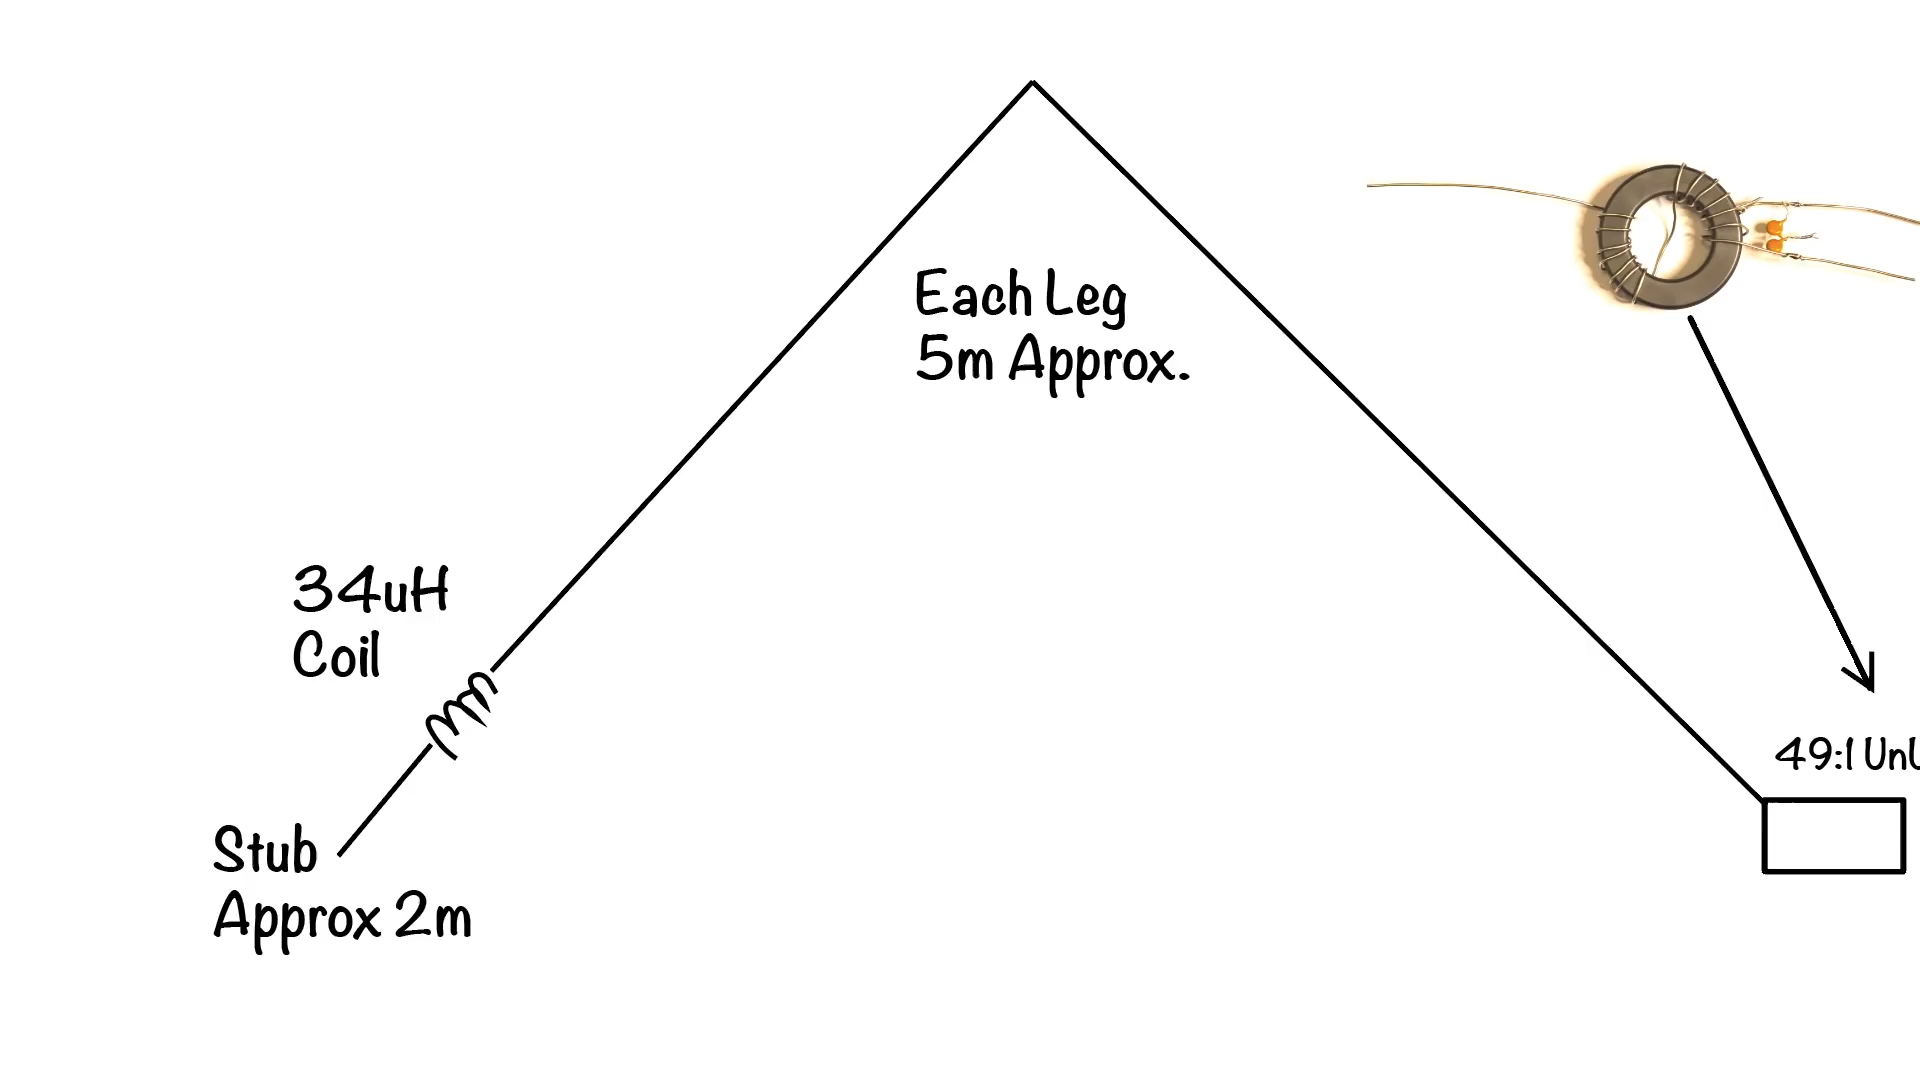 Each Leg
5m Approx.
34uH
Coil
49:1
Stub
Approx 2m